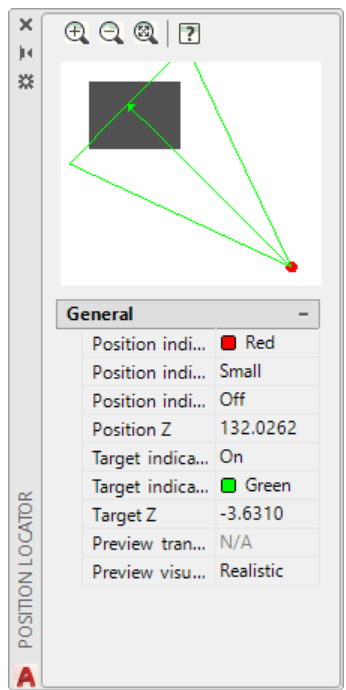 General
Position indi... Red
Position indi... Small
Position indi... Off
Position Z 132.0262
Target indica... On
Target indica... Green
Target Z -3.6310
Preview tran... N/A
Preview visu... Realistic
POSITION LOCATOR